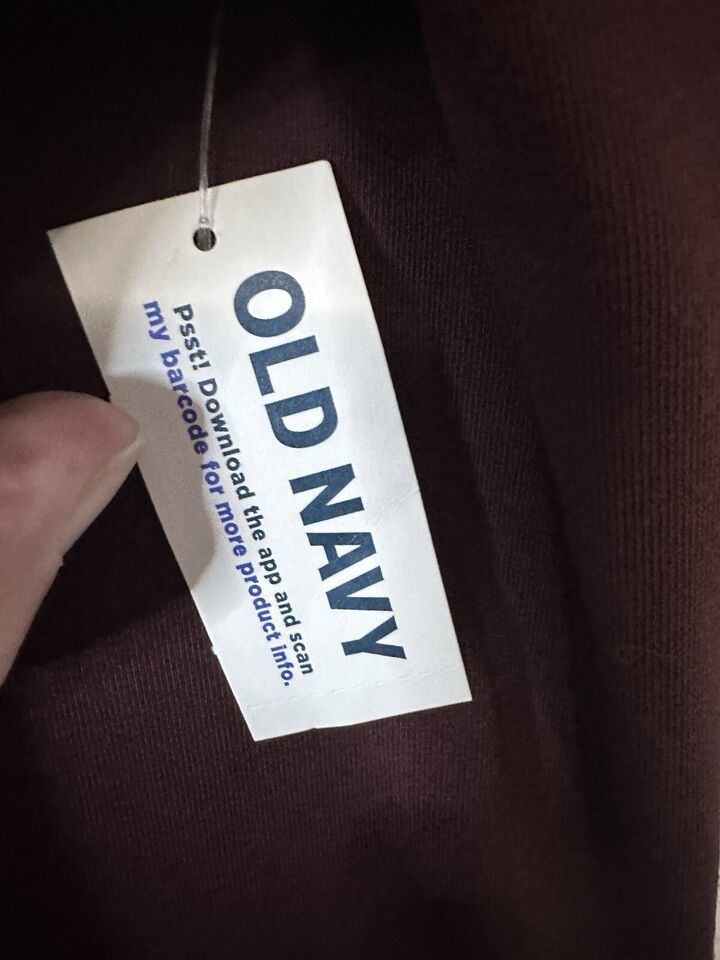 OLD NAVY
Psst! Download the app and scan
my barcode for more product info.